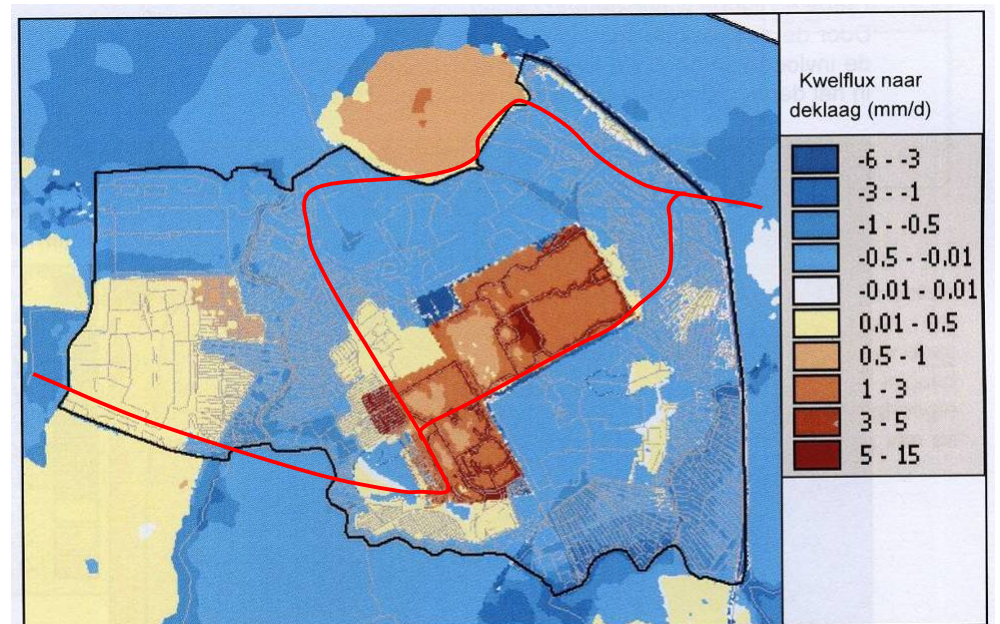 Kwelflux naar
deklaag (mm/d)
-6 - -3
-3 - -1
-1 - -0.5
-0.5 - -0.01
-0.01 - 0.01
0.01 - 0.5
0.5 - 1
1 - 3
3 - 5
5 - 15